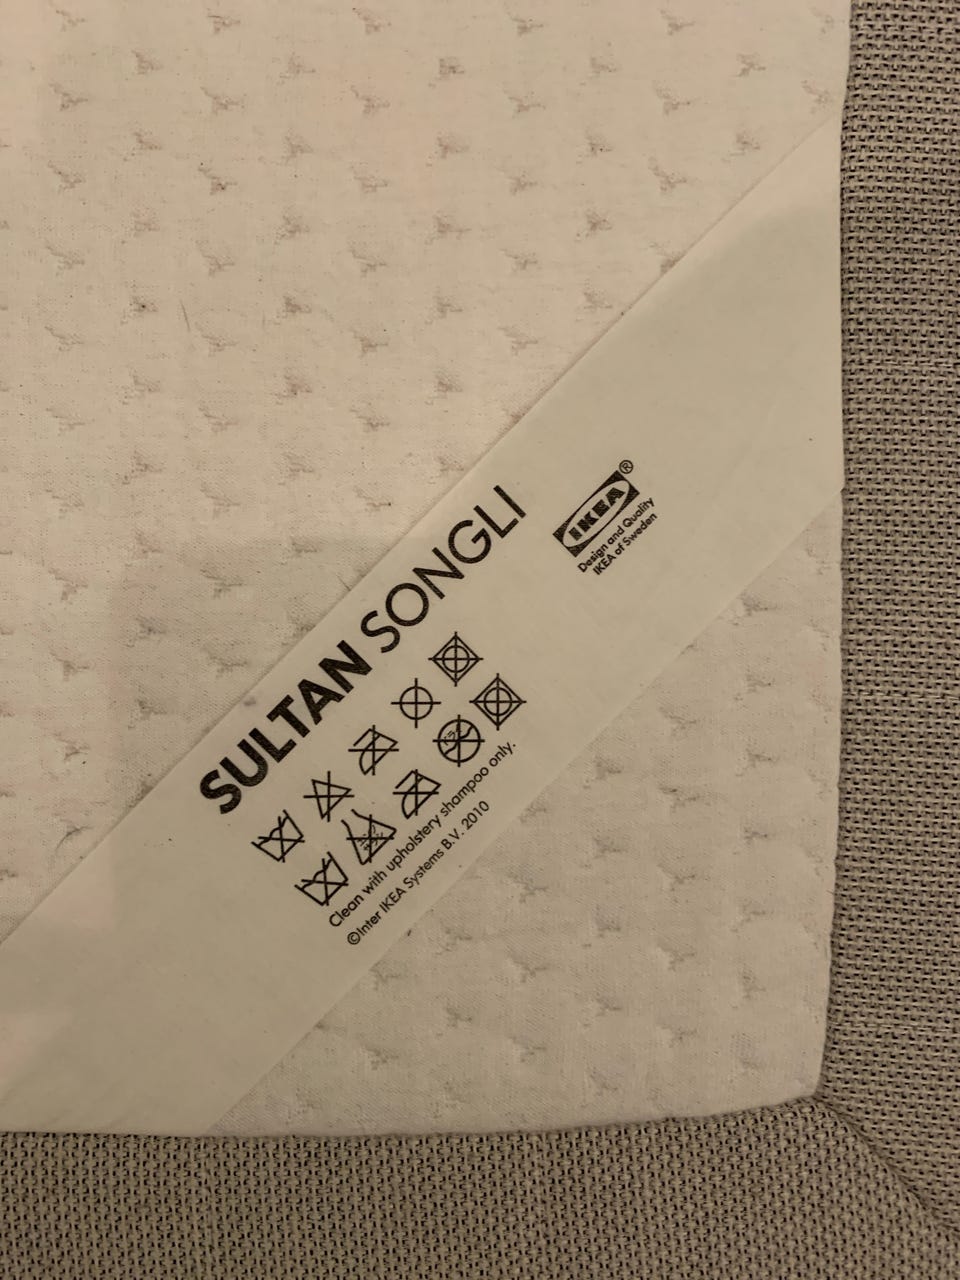 SULTAN SONGLI
IKEA®
Design and Quality
IKEA of Sweden
Clean with upholstery shampoo only.
©Inter IKEA Systems B.V. 2010